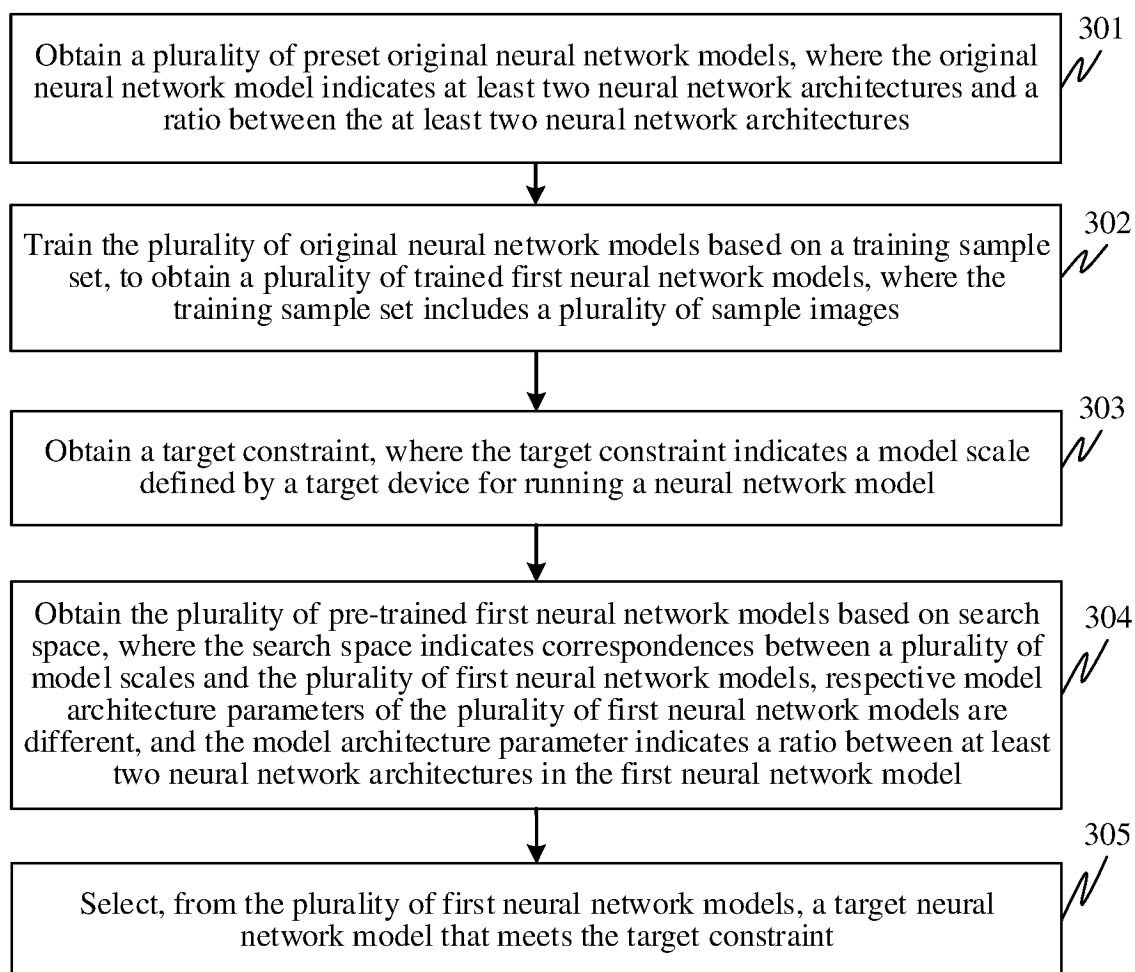 301
Obtain a plurality of preset original neural network models, where the original
neural network model indicates at least two neural network architectures and a
ratio between the at least two neural network architectures
302
Train the plurality of original neural network models based on a training sample
set, to obtain a plurality of trained first neural network models, where the
training sample set includes a plurality of sample images
303
Obtain a target constraint, where the target constraint indicates a model scale
defined by a target device for running a neural network model
304
Obtain the plurality of pre-trained first neural network models based on search
space, where the search space indicates correspondences between a plurality of
model scales and the plurality of first neural network models, respective model
architecture parameters of the plurality of first neural network models are
different, and the model architecture parameter indicates a ratio between at least
two neural network architectures in the first neural network model
305
Select, from the plurality of first neural network models, a target neural
network model that meets the target constraint